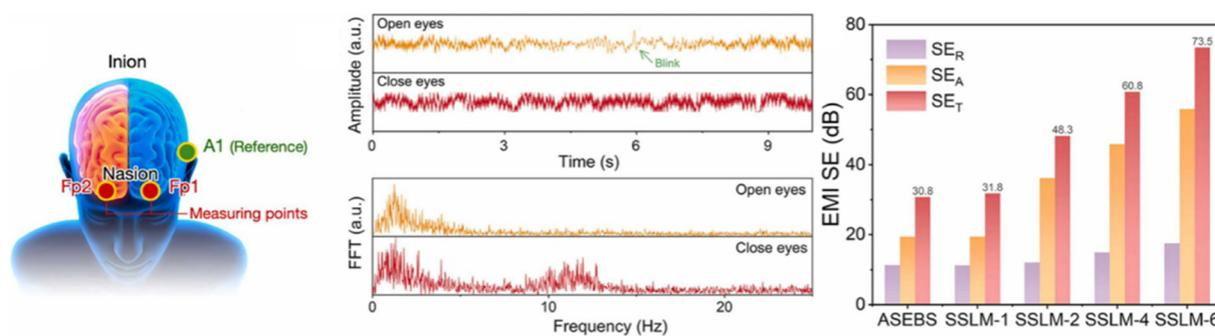 Inion
A1 (Reference)
Nasion
Fp2
Fp1
Measuring points
Amplitude (a.u.)
Open eyes
Blink
Close eyes
0 3 6 9
Time (s)
FFT (a.u.)
Open eyes
Close eyes
0 10 20
Frequency (Hz)
EMI SE (dB)
80
60
40
20
0
SE_R
SE_A
SE_T
30.8
31.8
48.3
60.8
73.5
ASEBS SSLM-1 SSLM-2 SSLM-4 SSLM-6